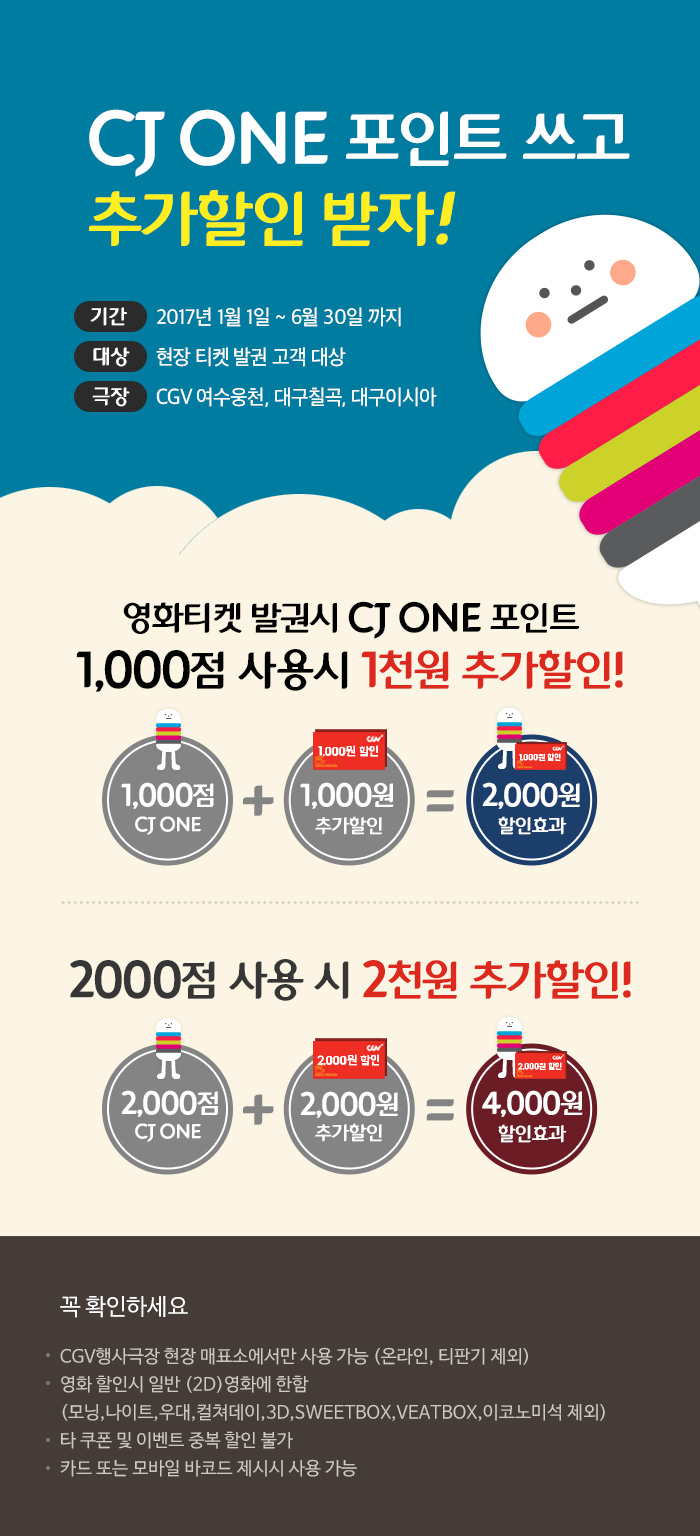 CJ ONE 포인트 쓰고
추가할인 받자!
기간 2017년 1월 1일 ~ 6월 30일 까지
대상 현장 티켓 발권 고객 대상
극장 CGV 여수웅천, 대구칠곡, 대구이시아
영화티켓 발권시 CJ ONE 포인트
1,000점 사용시 1천원 추가할인!
CGV
1,000원 할인
CGV
1,000원 할인
1,000점 + 1,000원 = 2,000원
CJ ONE 추가할인 할인효과
2000점 사용 시 2천원 추가할인!
CGV
2,000원 할인
CGV
2,000원 할인
2,000점 + 2,000원 = 4,000원
CJ ONE 추가할인 할인효과
꼭 확인하세요
• CGV행사극장 현장 매표소에서만 사용 가능 (온라인, 티판기 제외)
• 영화 할인시 일반 (2D)영화에 한함
(모닝,나이트,우대,컬쳐데이,3D,SWEETBOX,VEATBOX,이코노미석 제외)
• 타 쿠폰 및 이벤트 중복 할인 불가
• 카드 또는 모바일 바코드 제시시 사용 가능